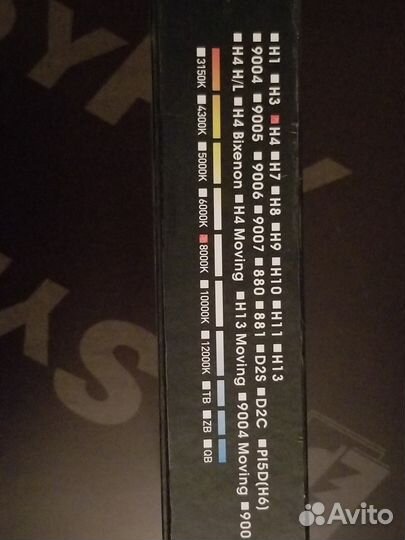 H1 H3 H4 H7 H8 H9 H10 H11 H13
9004 9005 9006 9007 880 881 D2S D2C PI5D(H6)
H4 H/L H4 Bixenon H4 Moving H13 Moving 9004 Moving 900
3150K 4300K 5000K 6000K 8000K 10000K 12000K TB ZB QB
Avito